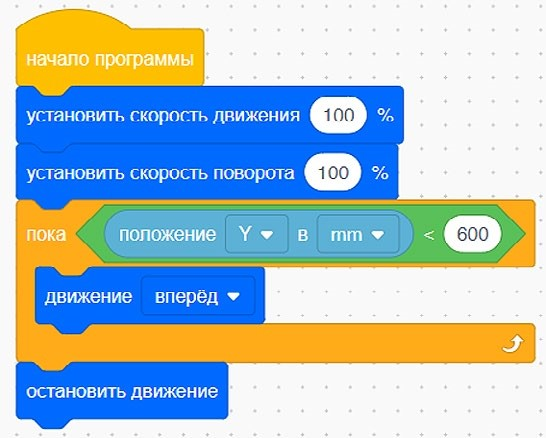 начало программы
установить скорость движения 100 %
установить скорость поворота 100 %
пока положение Y в mm < 600
движение вперёд
остановить движение